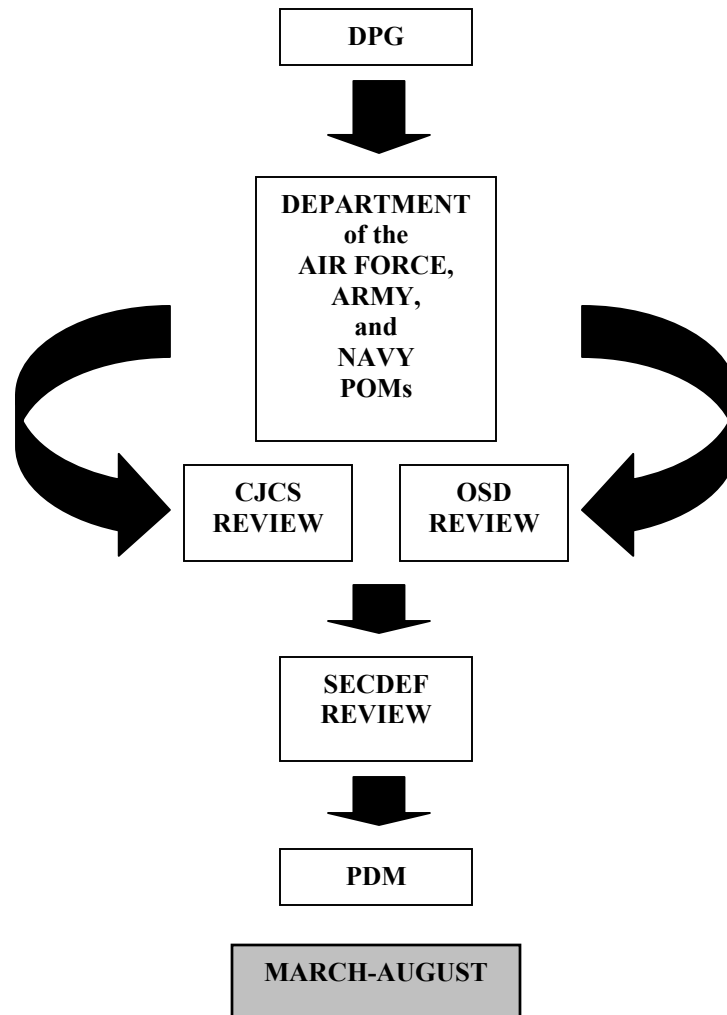 DPG
DEPARTMENT
of the
AIR FORCE,
ARMY,
and
NAVY
POMs
CJCS
REVIEW
OSD
REVIEW
SECDEF
REVIEW
PDM
MARCH-AUGUST